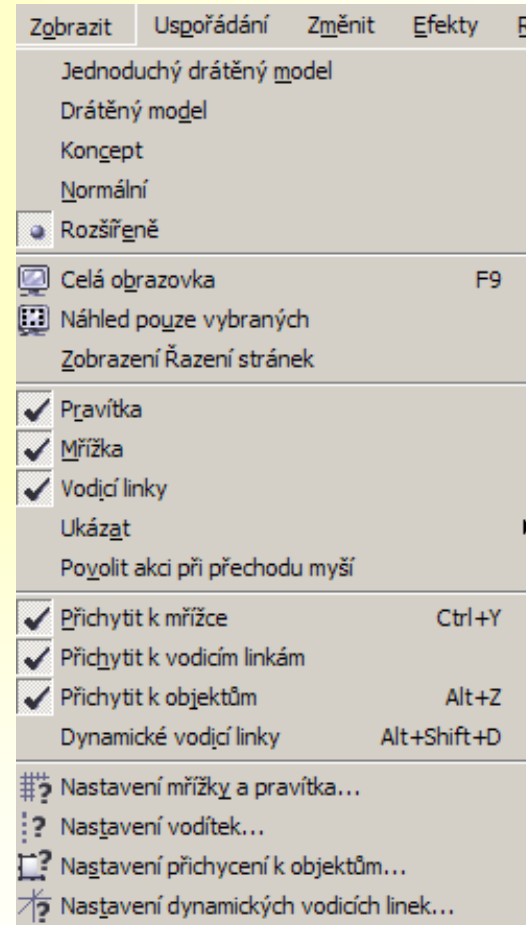 Zobrazit Uspořádání Změnit Efekty
Jednoduchý drátěný model
Drátěný model
Koncept
Normální
Rozšířeně
Celá obrazovka F9
Náhled pouze vybraných
Zobrazení Řazení stránek
Pravítka
Mřížka
Vodicí linky
Ukázat
Povolit akci při přechodu myší
Přichytit k mřížce Ctrl+Y
Přichytit k vodicím linkám
Přichytit k objektům Alt+Z
Dynamické vodicí linky Alt+Shift+D
Nastavení mřížky a pravítka...
Nastavení vodítek...
Nastavení přichycení k objektům...
Nastavení dynamických vodicích linek...